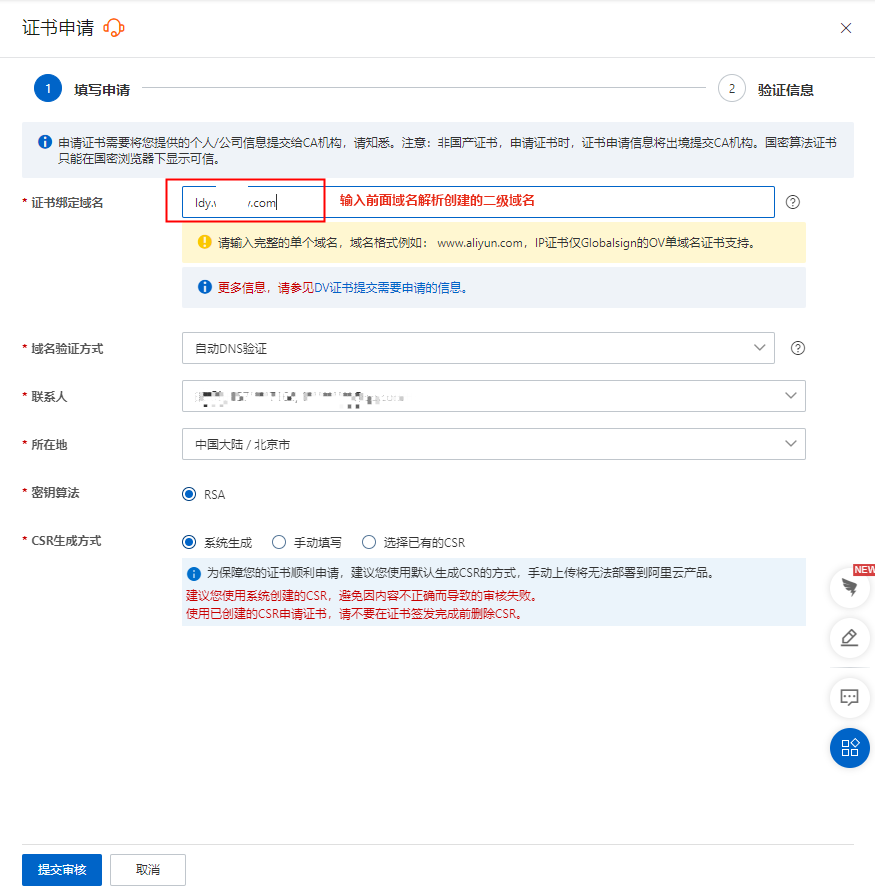 证书申请
1 填写申请
2 验证信息
申请证书需要将您提供的个人/公司信息提交给CA机构，请知悉。注意：非国产证书，申请证书时，证书申请信息将出境提交CA机构。国密算法证书
只能在国密浏览器下显示可信。
* 证书绑定域名
ldy. .com 输入前面域名解析创建的二级域名
请输入完整的单个域名，域名格式例如： www.aliyun.com，IP证书仅Globalsign的OV单域名证书支持。
更多信息，请参见DV证书提交需要申请的信息。
* 域名验证方式 自动DNS验证
* 联系人
* 所在地 中国大陆 / 北京市
* 密钥算法 RSA
* CSR生成方式 系统生成 手动填写 选择已有的CSR
为保障您的证书顺利申请，建议您使用默认生成CSR的方式，手动上传将无法部署到阿里云产品。
建议您使用系统创建的CSR，避免因内容不正确而导致的审核失败。
使用已创建的CSR申请证书，请不要在证书签发完成前删除CSR。
NEW
提交审核 取消